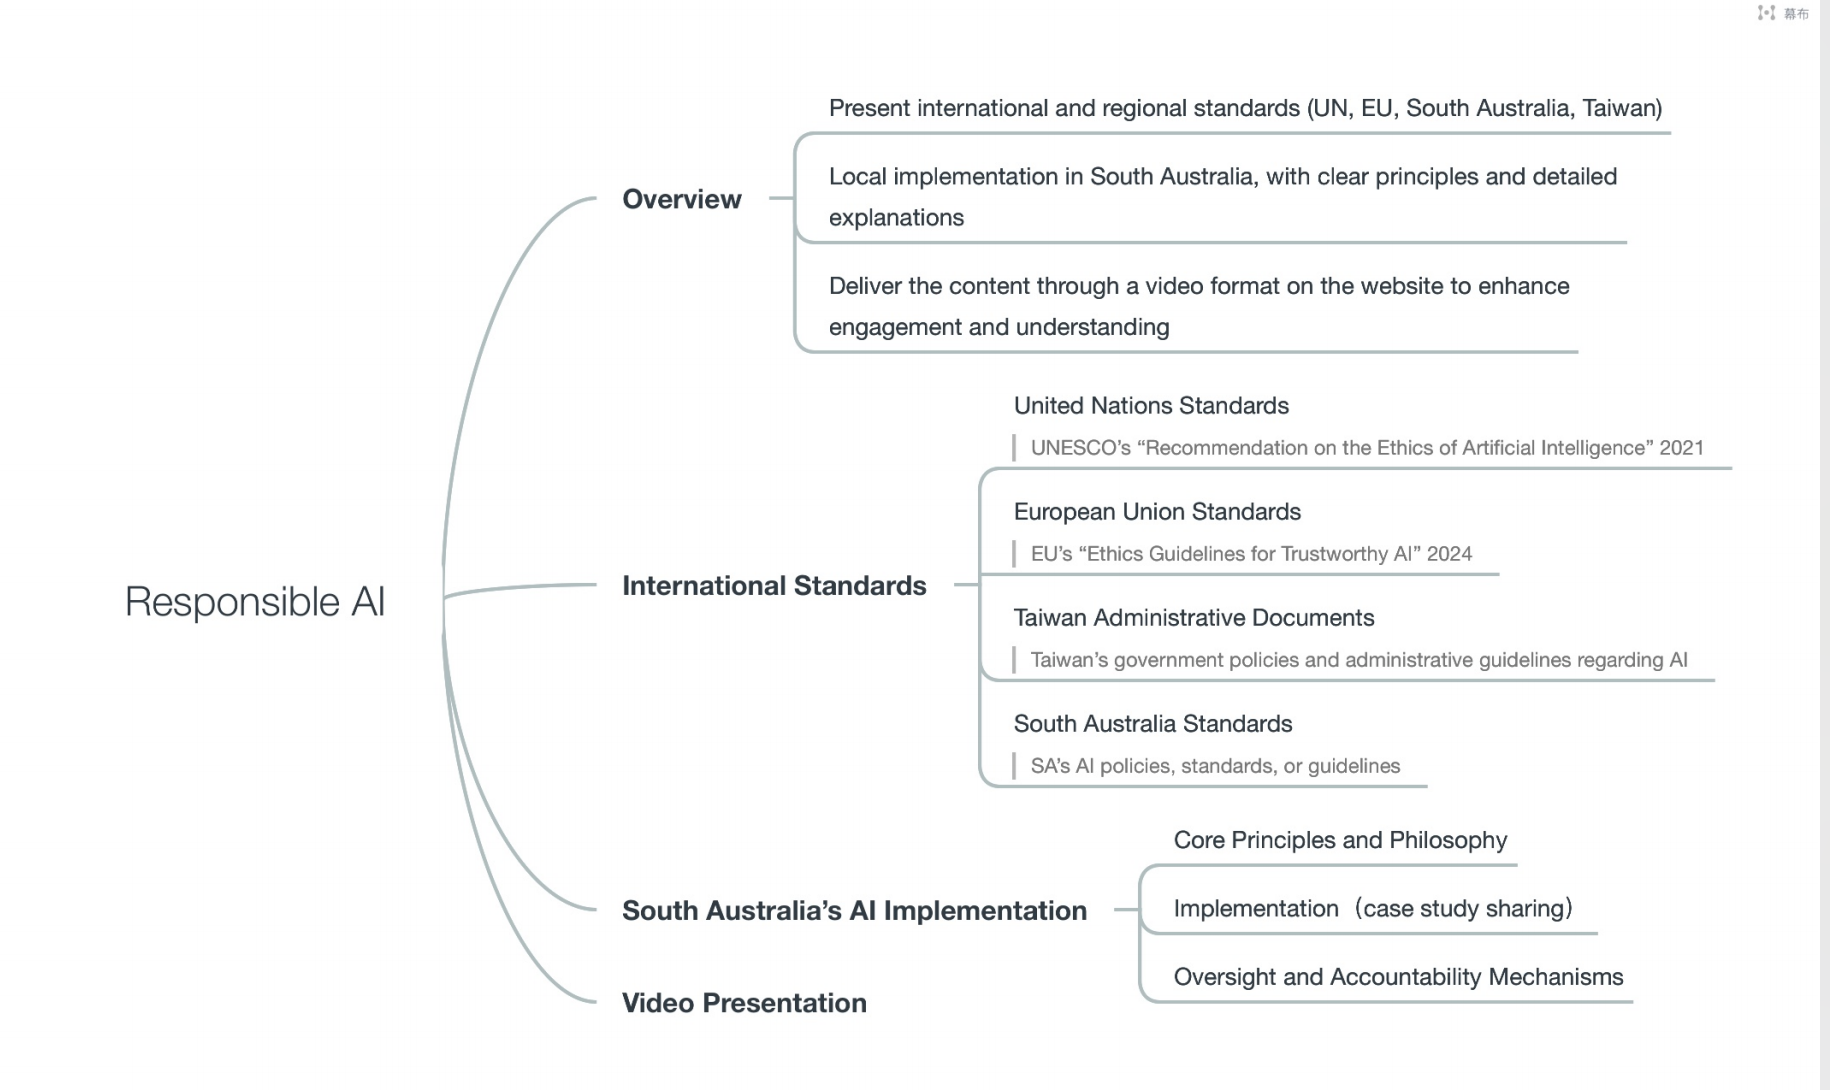 幕布
Present international and regional standards (UN, EU, South Australia, Taiwan)
Local implementation in South Australia, with clear principles and detailed
explanations
Overview
Deliver the content through a video format on the website to enhance
engagement and understanding
United Nations Standards
UNESCO’s “Recommendation on the Ethics of Artificial Intelligence” 2021
European Union Standards
EU’s “Ethics Guidelines for Trustworthy AI” 2024
International Standards
Responsible AI
Taiwan Administrative Documents
Taiwan’s government policies and administrative guidelines regarding AI
South Australia Standards
SA’s AI policies, standards, or guidelines
Core Principles and Philosophy
South Australia’s AI Implementation
Implementation（case study sharing）
Oversight and Accountability Mechanisms
Video Presentation